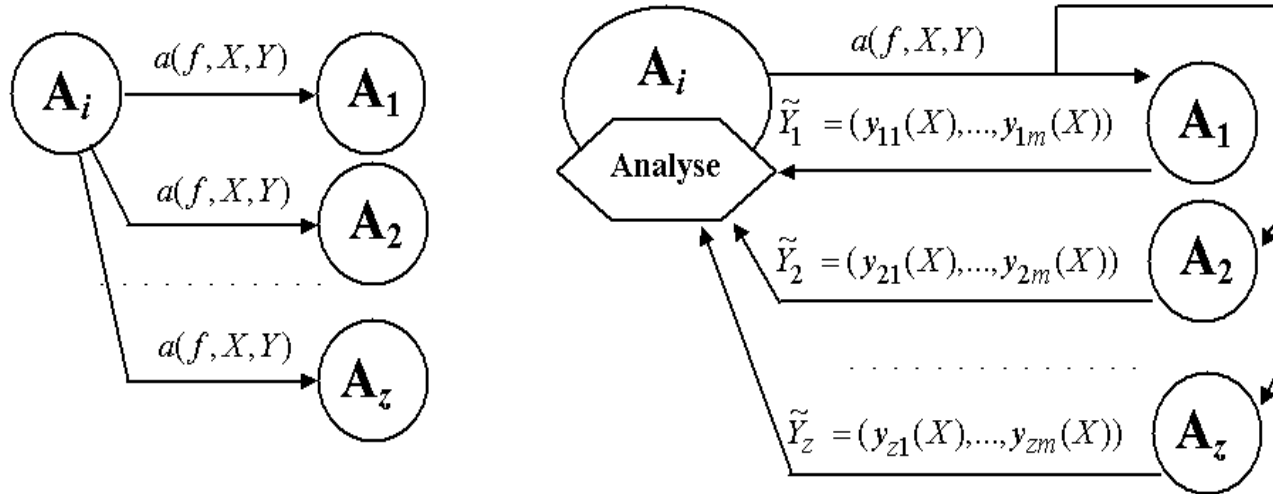 a(f, X, Y)
A_i
A_1
a(f, X, Y)
A_2
. . . . . . . . . . . .
a(f, X, Y)
A_z
a(f, X, Y)
A_i
Ỹ_1 = (y_11(X),...,y_1m(X))
A_1
Analyse
Ỹ_2 = (y_21(X),...,y_2m(X))
A_2
. . . . . . . . . . . . . . .
Ỹ_z = (y_z1(X),...,y_zm(X))
A_z